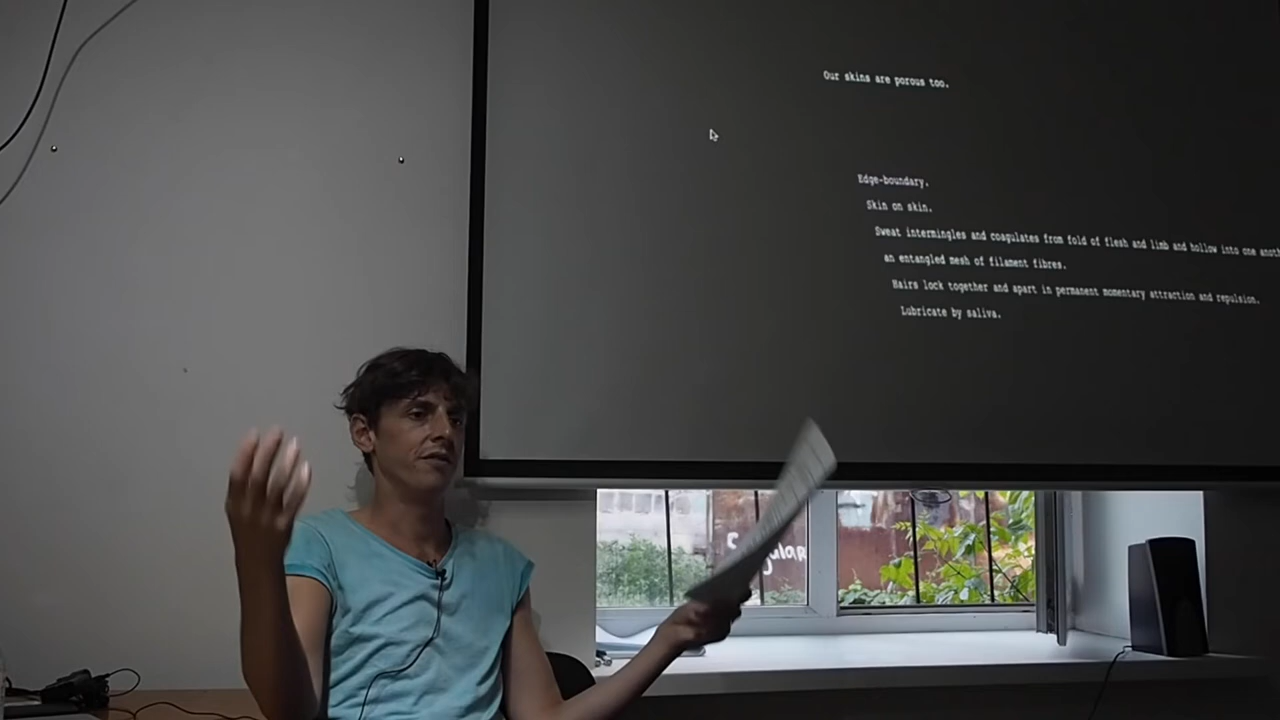 Our skins are porous too.
Edge-boundary.
Skin on skin.
Sweat intermingles and coagulates from fold of flesh and limb and hollow into one
an entangled mesh of filament fibres.
Hairs lock together and apart in permanent momentary attraction and repulsion.
Lubricate by saliva.